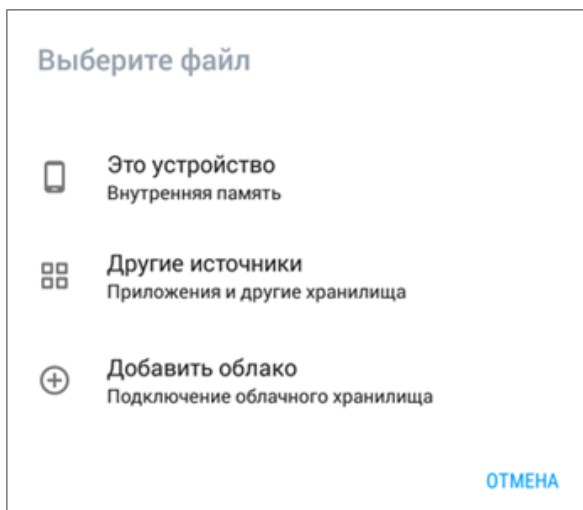 Выберите файл
Это устройство
Внутренняя память
Другие источники
Приложения и другие хранилища
Добавить облако
Подключение облачного хранилища
ОТМЕНА